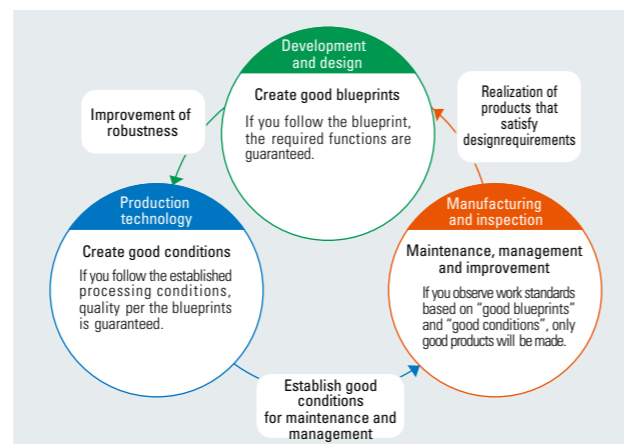 Development
and design
Create good blueprints
If you follow the blueprint,
the required functions are
guaranteed.
Improvement of
robustness
Realization of
products that
satisfy
designrequirements
Production
technology
Create good conditions
If you follow the established
processing conditions,
quality per the blueprints
is guaranteed.
Manufacturing
and inspection
Maintenance, management
and improvement
If you observe work standards
based on “good blueprints”
and “good conditions”, only
good products will be made.
Establish good
conditions
for maintenance and
management